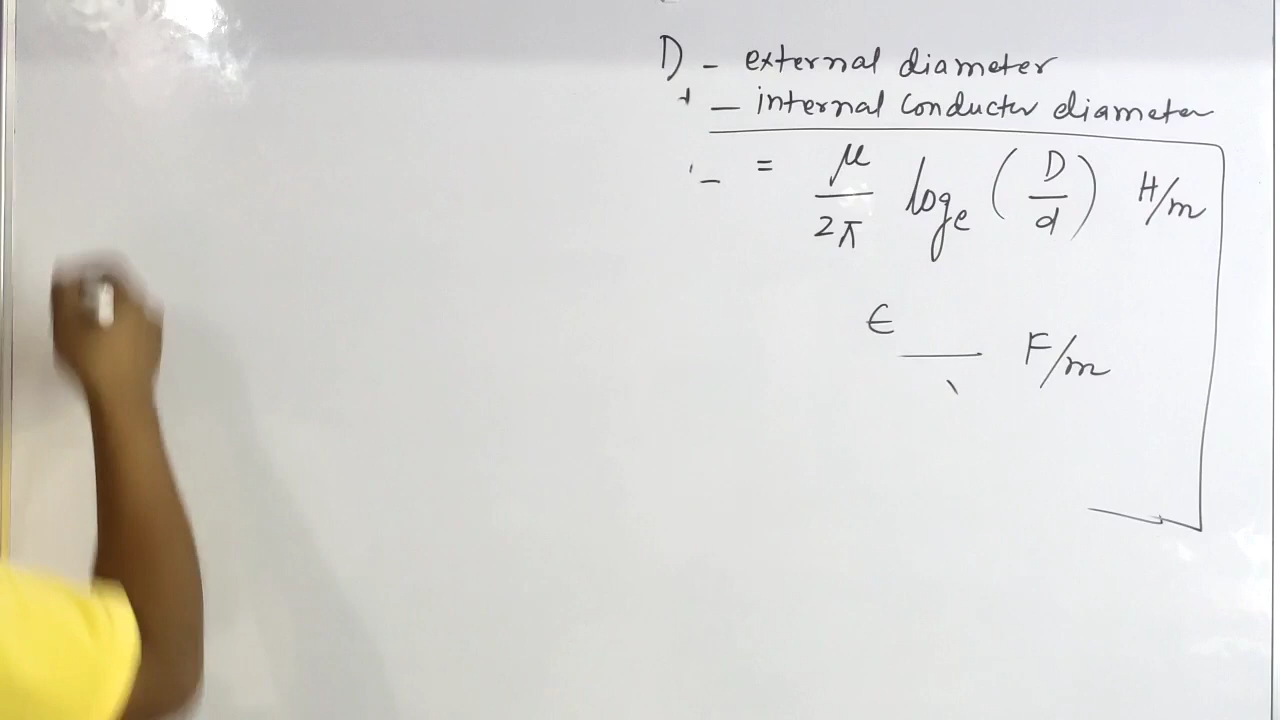 D - external diameter
- internal conductor diameter
= μ/2π logₑ (D/d) H/m
ϵ F/m